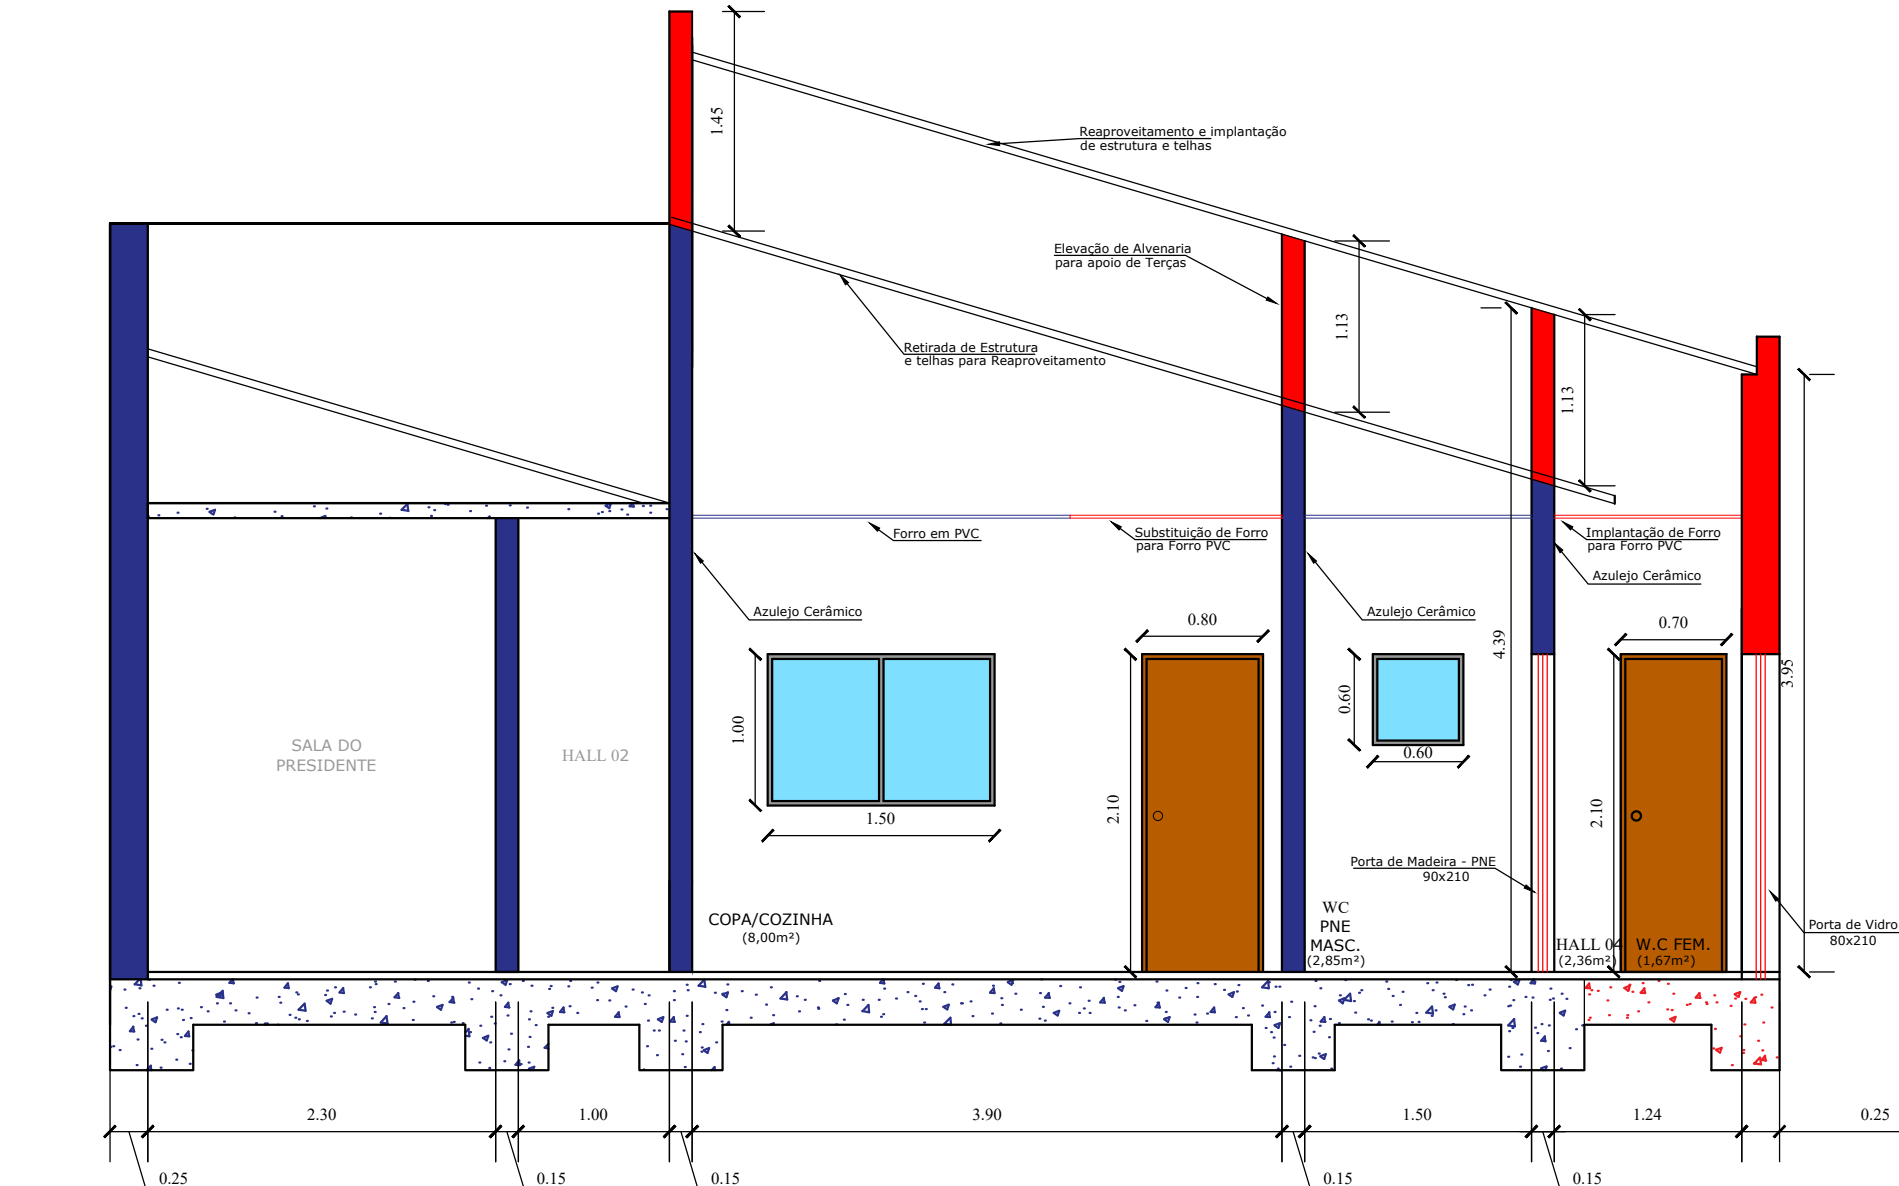 1.45
Reaproveitamento e implantação
de estrutura e telhas
Elevação de Alvenaria
para apoio de Terças
1.13
1.13
Retirada de Estrutura
e telhas para Reaproveitamento
Forro em PVC
Substituição de Forro
para Forro PVC
Implantação de Forro
para Forro PVC
Azulejo Cerâmico
Azulejo Cerâmico
Azulejo Cerâmico
0.80
0.70
4.39
3.95
1.00
1.50
2.10
0.60
0.60
2.10
SALA DO
PRESIDENTE
HALL 02
Porta de Madeira - PNE
90x210
COPA/COZINHA
(8,00m²)
WC
PNE
MASC.
(2,85m²)
HALL 04
(2,36m²)
W.C FEM.
(1,67m²)
Porta de Vidro
80x210
2.30
1.00
3.90
1.50
1.24
0.25
0.25
0.15
0.15
0.15
0.15